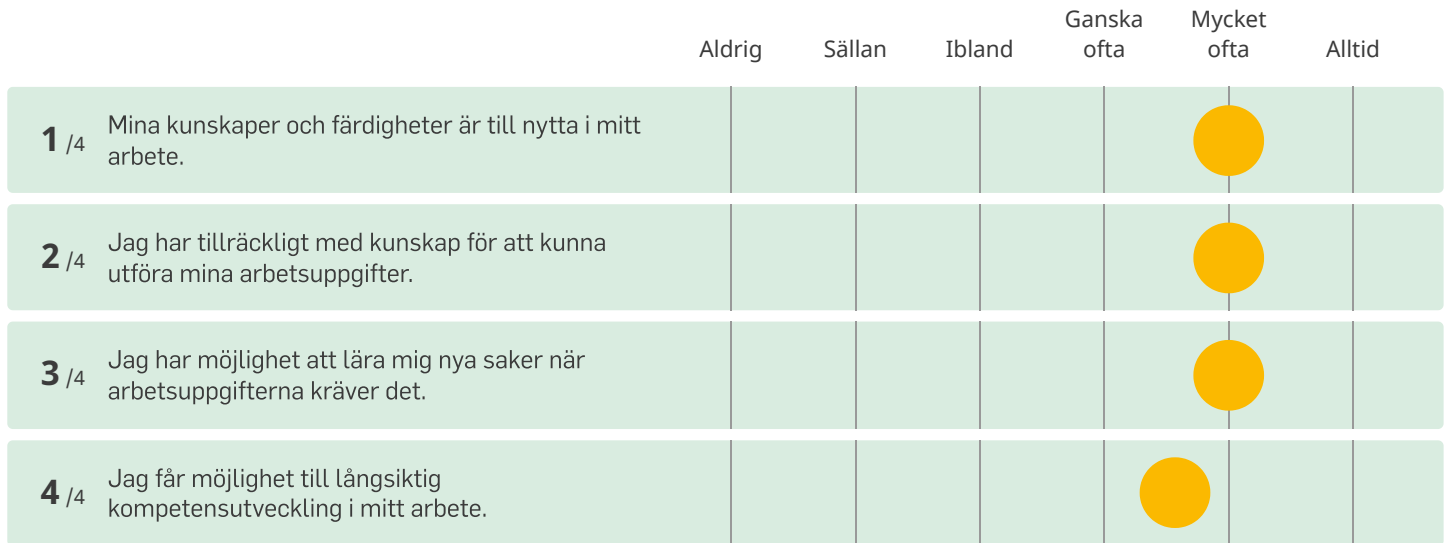 Aldrig Sällan Ibland Ganska ofta Mycket ofta Alltid
1 /4 Mina kunskaper och färdigheter är till nytta i mitt
arbete.
2 /4 Jag har tillräckligt med kunskap för att kunna
utföra mina arbetsuppgifter.
3 /4 Jag har möjlighet att lära mig nya saker när
arbetsuppgifterna kräver det.
4 /4 Jag får möjlighet till långsiktig
kompetensutveckling i mitt arbete.